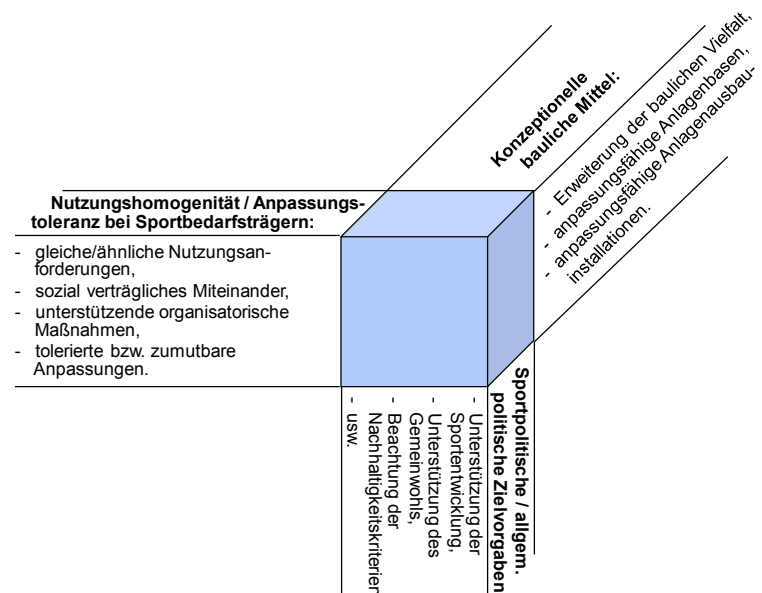 Konzeptionelle
bauliche Mittel:
- Erweiterung der baulichen Vielfalt,
- anpassungsfähige Anlagenbasen,
- anpassungsfähige Anlagenausbau-
installationen.
Nutzungshomogenität / Anpassungs-
toleranz bei Sportbedarfsträgern:
- gleiche/ähnliche Nutzungsan-
forderungen,
- sozial verträgliches Miteinander,
- unterstützende organisatorische
Maßnahmen,
- tolerierte bzw. zumutbare
Anpassungen.
Sportpolitische / allgem.
politische Zielvorgaben
- Unterstützung der
Sportentwicklung,
- Unterstützung des
Gemeinwohls,
- Beachtung der
Nachhaltigkeitskriterien
- usw.